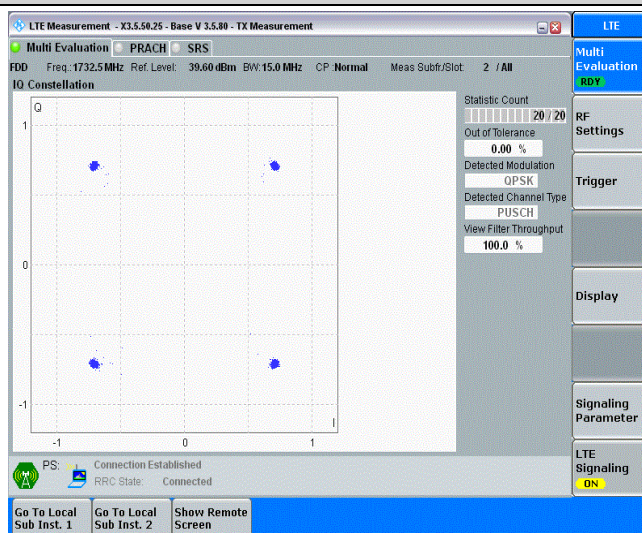 LTE Measurement - X3.5.50.25 - Base V 3.5.80 - TX Measurement
LTE
Multi Evaluation PRACH SRS
FDD Freq.:1732.5 MHz Ref. Level: 39.60 dBm BW:15.0 MHz CP :Normal Meas Subfr./Slot: 2 / All
IQ Constellation
Q
1
0
-1
-1 0 1
I
Statistic Count
20 / 20
Out of Tolerance
0.00 %
Detected Modulation
QPSK
Detected Channel Type
PUSCH
View Filter Throughput
100.0 %
Multi
Evaluation
RDY
RF
Settings
Trigger
Display
Signaling
Parameter
LTE
Signaling
ON
PS: Connection Established
RRC State: Connected
Go To Local
Sub Inst. 1
Go To Local
Sub Inst. 2
Show Remote
Screen